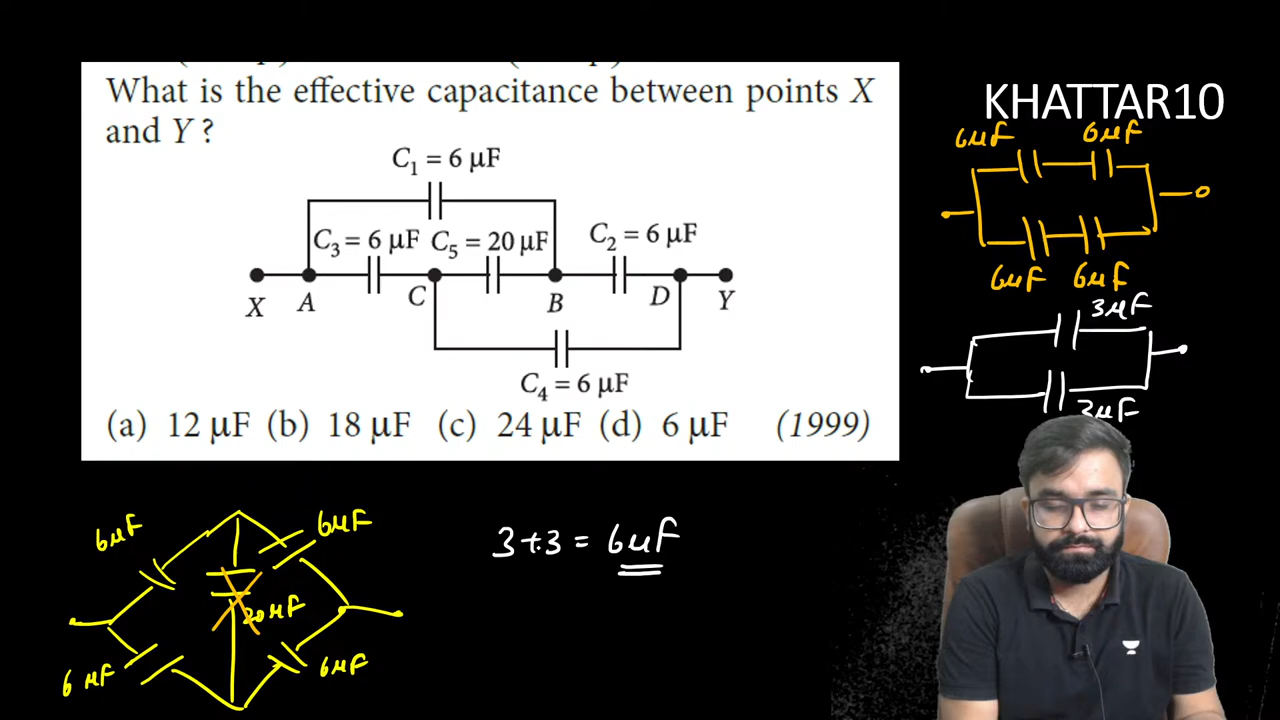 What is the effective capacitance between points X
and Y?
C1 = 6 μF
C3 = 6 μF C5 = 20 μF C2 = 6 μF
X A C B D Y
C4 = 6 μF
(a) 12 μF (b) 18 μF (c) 24 μF (d) 6 μF (1999)
KHATTAR10
6μF 6μF
6μF 6μF
3μF
3μF
6μF 6μF
20μF
6μF 6μF
3+3 = 6μF